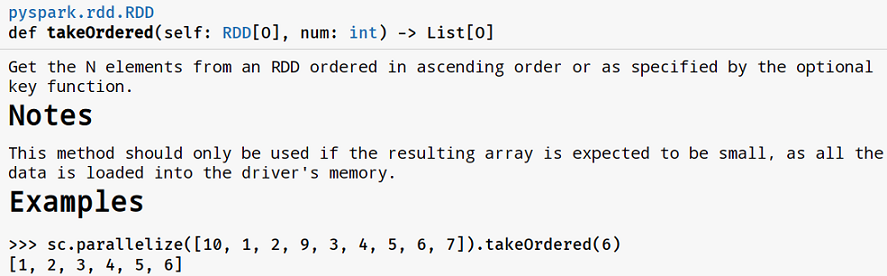 pyspark.rdd.RDD
def takeOrdered(self: RDD[O], num: int) -> List[O]
Get the N elements from an RDD ordered in ascending order or as specified by the optional
key function.
Notes
This method should only be used if the resulting array is expected to be small, as all the
data is loaded into the driver's memory.
Examples
>>> sc.parallelize([10, 1, 2, 9, 3, 4, 5, 6, 7]).takeOrdered(6)
[1, 2, 3, 4, 5, 6]